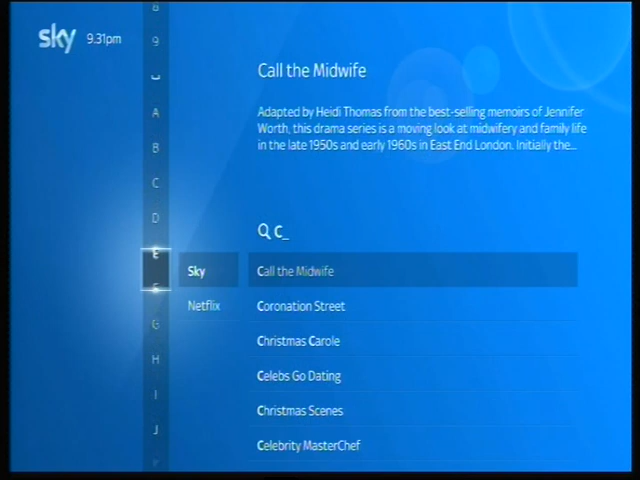 sky 9.31pm
8
9
A
B
C
D
E
G
H
I
J
Call the Midwife
Adapted by Heidi Thomas from the best-selling memoirs of Jennifer
Worth, this drama series is a moving look at midwifery and family life
in the late 1950s and early 1960s in East End London. Initially the...
C_
Sky
Netflix
Call the Midwife
Coronation Street
Christmas Carole
Celebs Go Dating
Christmas Scenes
Celebrity MasterChef